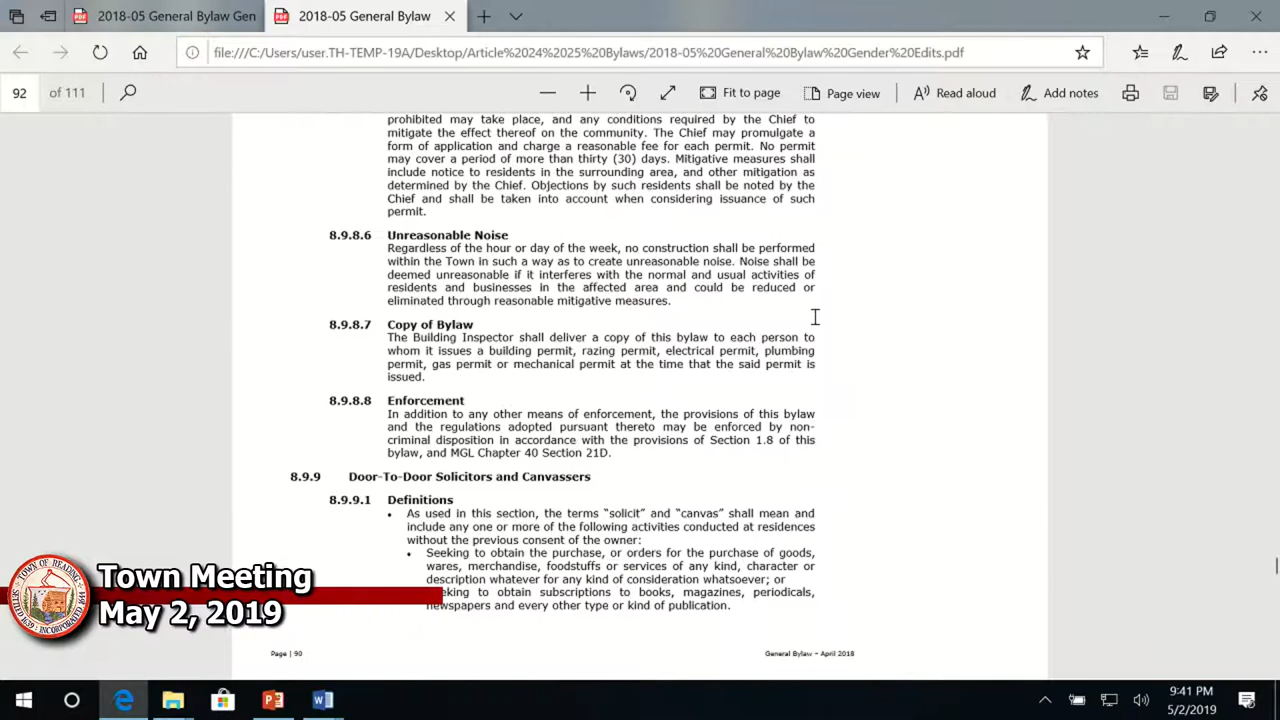 2018-05 General Bylaw Gen
2018-05 General Bylaw
file:///C:/Users/user.TH-TEMP-19A/Desktop/Article%2024%2025%20Bylaws/2018-05%20General%20Bylaw%20Gender%20Edits.pdf
92 of 111
Fit to page
Page view
Read aloud
Add notes
prohibited may take place, and any conditions required by the Chief to
mitigate the effect thereof on the community. The Chief may promulgate a
form of application and charge a reasonable fee for each permit. No permit
may cover a period of more than thirty (30) days. Mitigative measures shall
include notice to residents in the surrounding area, and other mitigation as
determined by the Chief. Objections by such residents shall be noted by the
Chief and shall be taken into account when considering issuance of such
permit.
8.9.8.6 Unreasonable Noise
Regardless of the hour or day of the week, no construction shall be performed
within the Town in such a way as to create unreasonable noise. Noise shall be
deemed unreasonable if it interferes with the normal and usual activities of
residents and businesses in the affected area and could be reduced or
eliminated through reasonable mitigative measures.
8.9.8.7 Copy of Bylaw
The Building Inspector shall deliver a copy of this bylaw to each person to
whom it issues a building permit, razing permit, electrical permit, plumbing
permit, gas permit or mechanical permit at the time that the said permit is
issued.
8.9.8.8 Enforcement
In addition to any other means of enforcement, the provisions of this bylaw
and the regulations adopted pursuant thereto may be enforced by non-
criminal disposition in accordance with the provisions of Section 1.8 of this
bylaw, and MGL Chapter 40 Section 21D.
8.9.9 Door-To-Door Solicitors and Canvassers
8.9.9.1 Definitions
• As used in this section, the terms “solicit” and “canvas” shall mean and
include any one or more of the following activities conducted at residences
without the previous consent of the owner:
• Seeking to obtain the purchase, or orders for the purchase of goods,
wares, merchandise, foodstuffs or services of any kind, character or
description whatever for any kind of consideration whatsoever; or
eking to obtain subscriptions to books, magazines, periodicals,
newspapers and every other type or kind of publication.
Page | 90
General Bylaw – April 2018
TOWN OF READING
1639 INCORPORATED 1644
Town Meeting
May 2, 2019
9:41 PM
5/2/2019